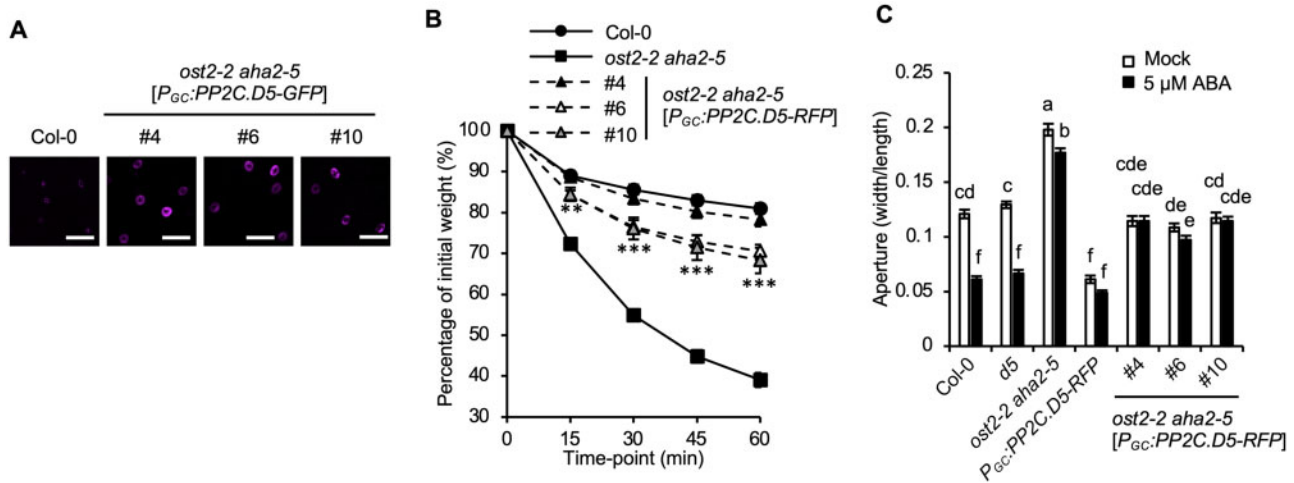 A
ost2-2 aha2-5
[PGC:PP2C.D5-GFP]
Col-0
#4
#6
#10
B
Col-0
ost2-2 aha2-5
#4
#6
#10
ost2-2 aha2-5
[PGC:PP2C.D5-RFP]
Percentage of initial weight (%)
100
90
80
70
60
50
40
30
**
***
***
***
0
15
30
45
60
Time-point (min)
C
Mock
5 µM ABA
Aperture (width/length)
0.25
0.2
0.15
0.1
0.05
0
cd
f
c
f
a
b
f
f
cde
cde
de
e
cd
cde
Col-0
d5
ost2-2 aha2-5
PGC:PP2C.D5-RFP
#4
#6
#10
ost2-2 aha2-5
[PGC:PP2C.D5-RFP]